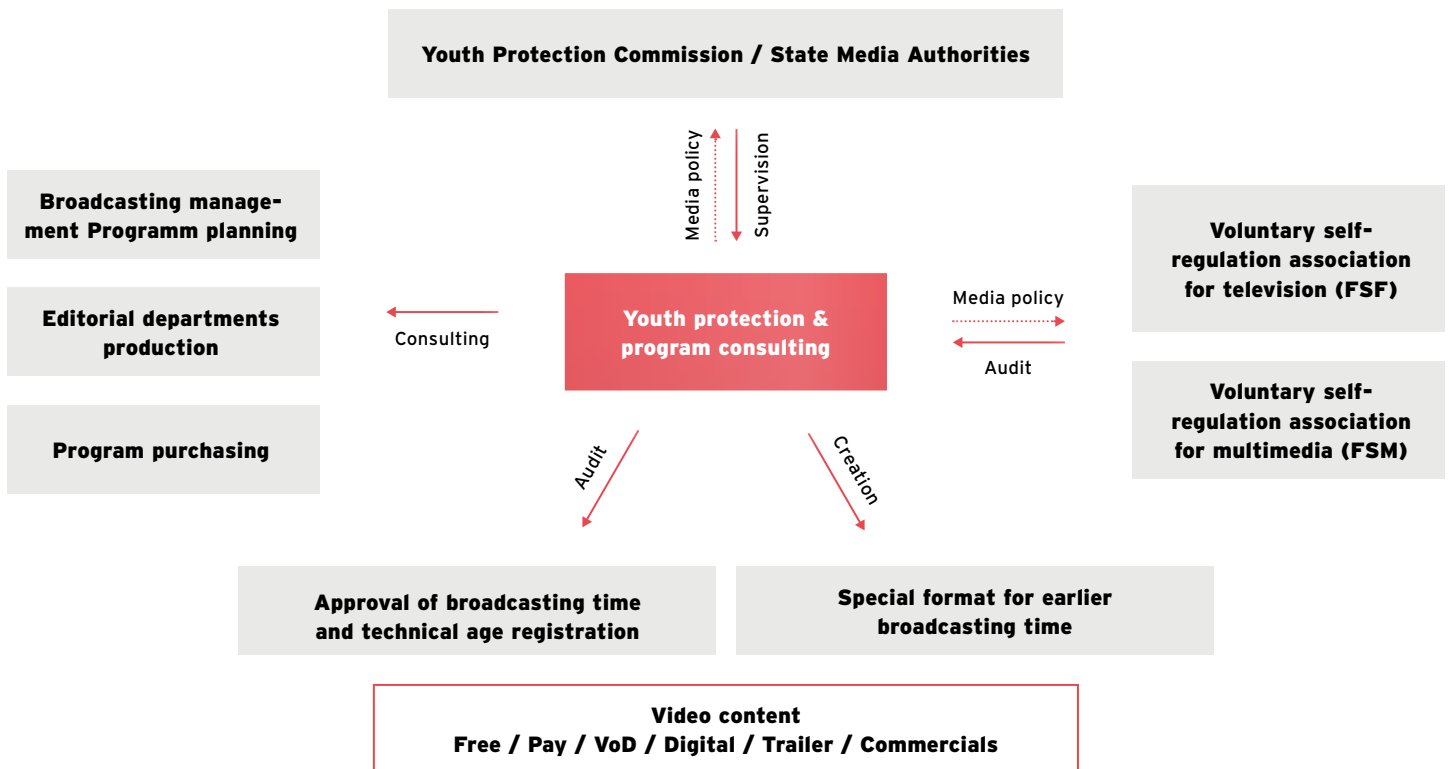 Youth Protection Commission / State Media Authorities
Media policy
Supervision
Broadcasting manage-
ment Programm planning
Editorial departments
production
Program purchasing
Consulting
Youth protection &
program consulting
Media policy
Audit
Voluntary self-
regulation association
for television (FSF)
Voluntary self-
regulation association
for multimedia (FSM)
Audit
Creation
Approval of broadcasting time
and technical age registration
Special format for earlier
broadcasting time
Video content
Free / Pay / VoD / Digital / Trailer / Commercials